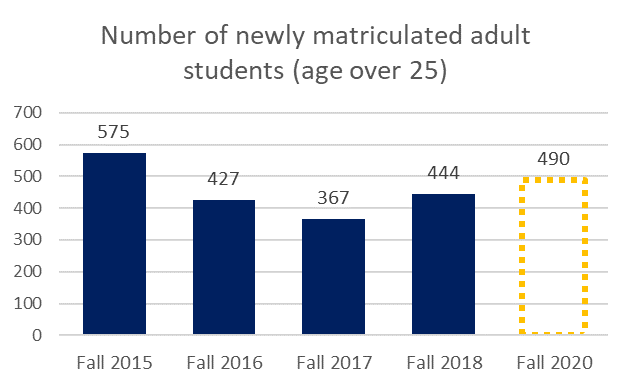 Number of newly matriculated adult
students (age over 25)
700
600
500
400
300
200
100
0
575
427
367
444
490
Fall 2015
Fall 2016
Fall 2017
Fall 2018
Fall 2020